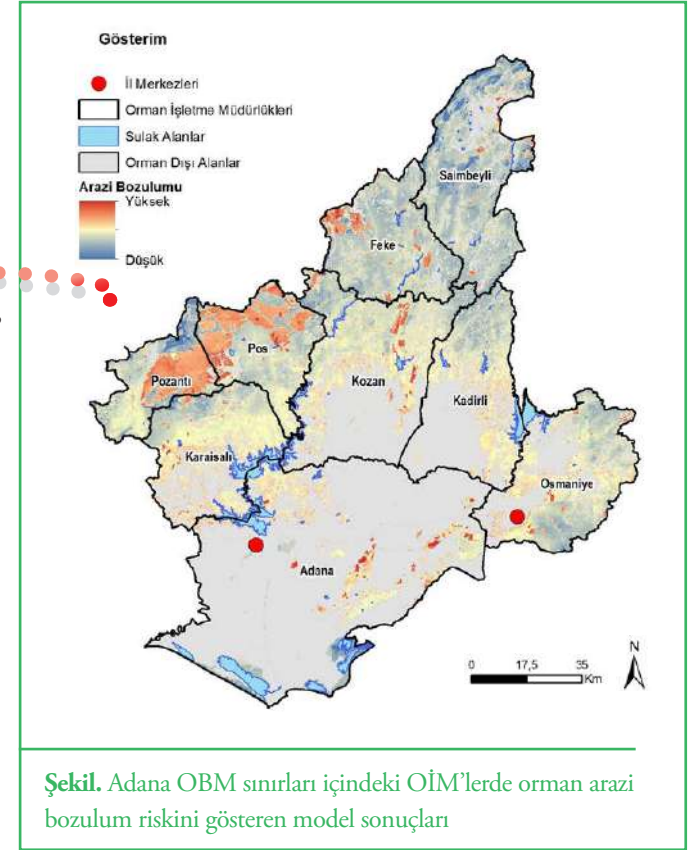 Gösterim
İl Merkezleri
Orman İşletme Müdürlükleri
Sulak Alanlar
Orman Dışı Alanlar
Arazi Bozulumu
Yüksek
Düşük
Saimbeyli
Feke
Pos
Pozantı
Kozan
Kadirli
Karaisalı
Osmaniye
Adana
N
0 17,5 35
Km
Şekil. Adana OBM sınırları içindeki OİM’lerde orman arazi
bozulum riskini gösteren model sonuçları